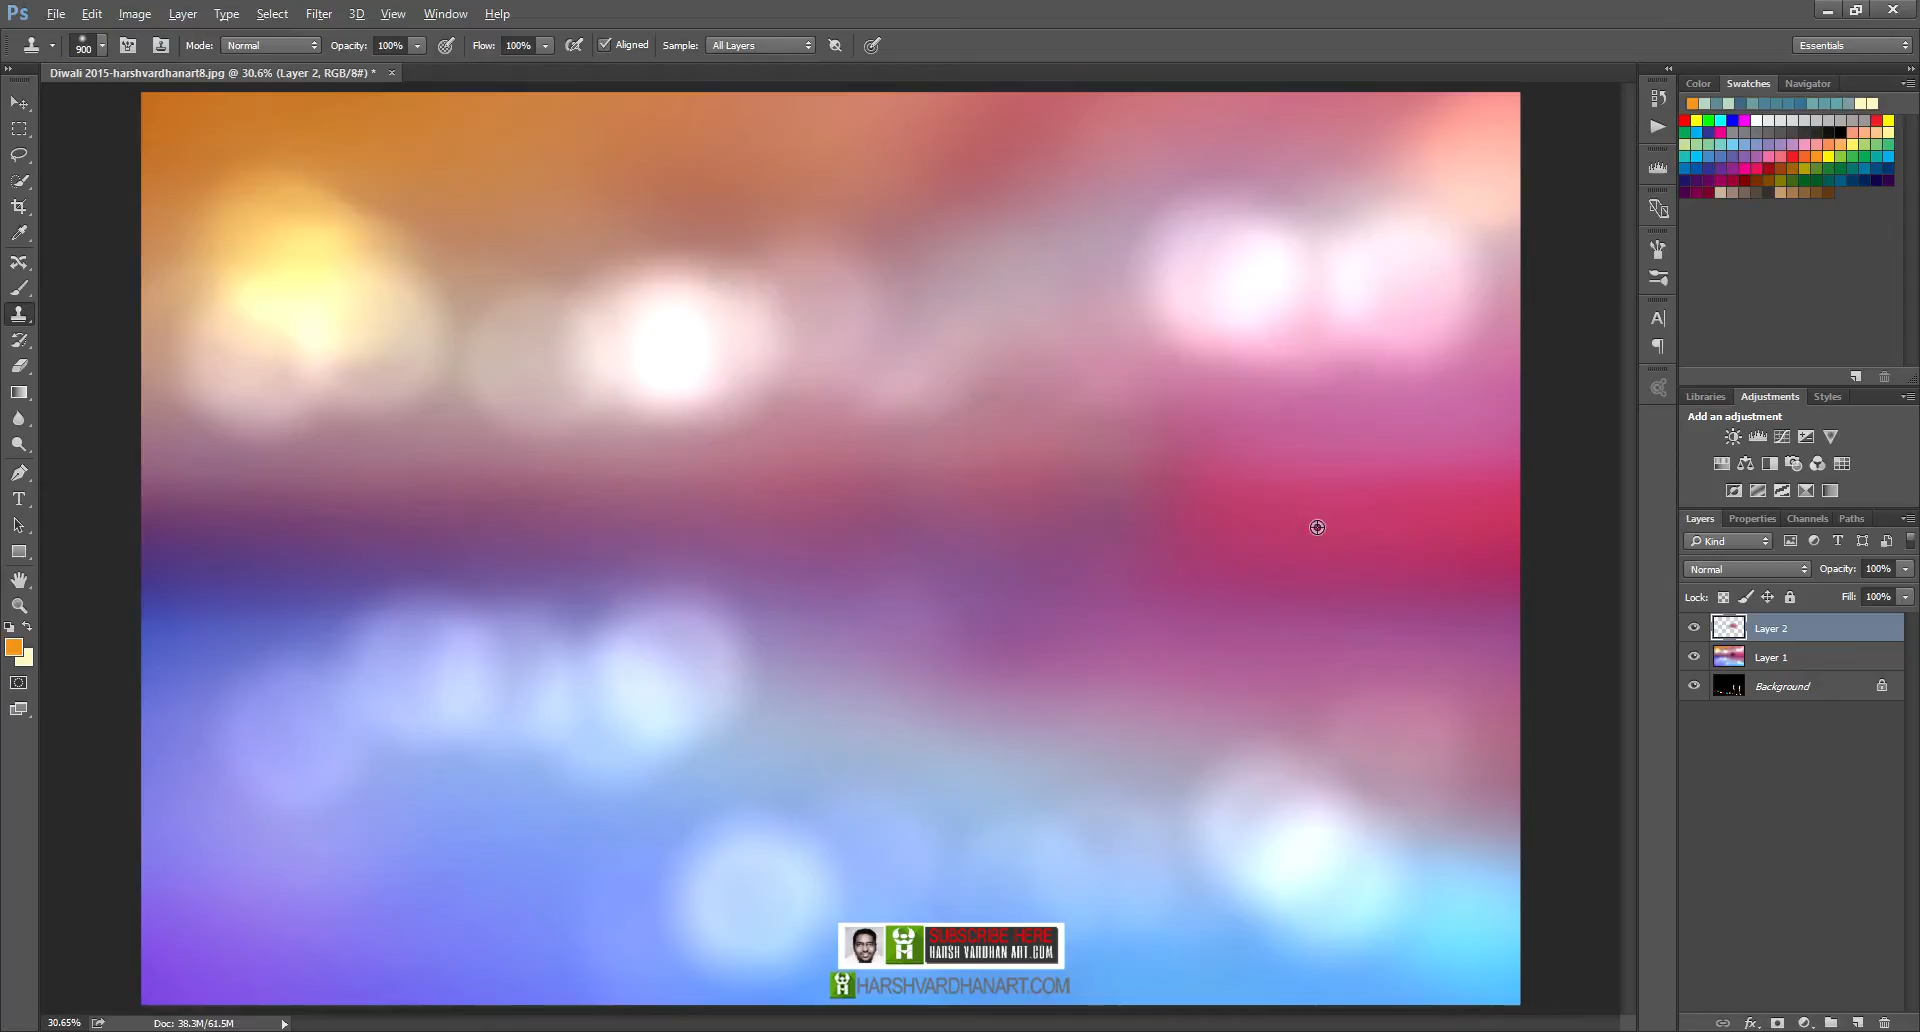 Ps File Edit Image Layer Type Select Filter 3D View Window Help
900 Mode: Normal Opacity: 100% Flow: 100% Aligned Sample: All Layers Essentials
Diwali 2015-harshvardhanart8.jpg @ 30.6% (Layer 2, RGB/8#) * ×
Color Swatches Navigator
Libraries Adjustments Styles
Add an adjustment
Layers Properties Channels Paths
Kind
Normal Opacity: 100%
Lock: Fill: 100%
Layer 2
Layer 1
Background
SUBSCRIBE HERE
HARSH VARDHAN ART.COM
HARSHVARDHANART.COM
30.65% Doc: 38.3M/61.5M